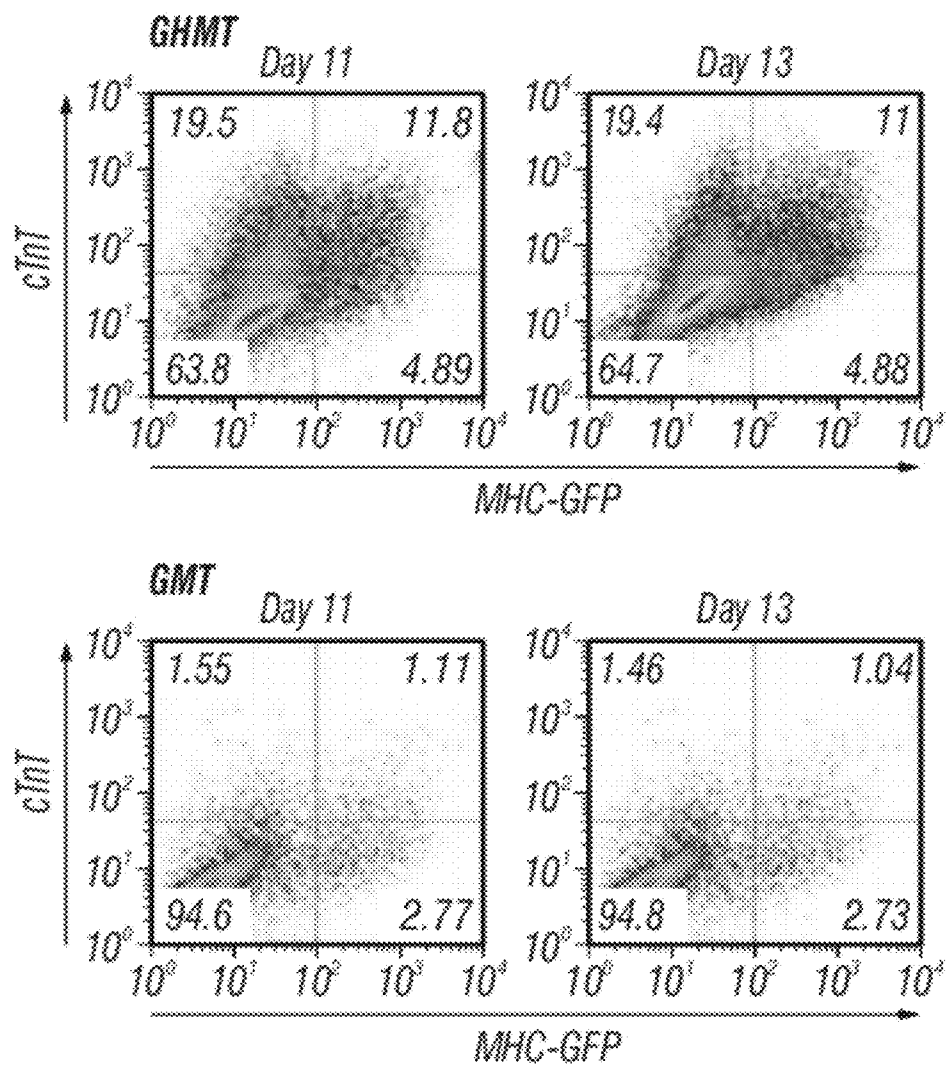 GHMT
Day 11 Day 13
10⁴ 19.5 11.8 10⁴ 19.4 11
10³ 10³
cTnT
10² 10²
10¹ 10¹
63.8 4.89 64.7 4.88
10⁰ 10⁰
10⁰ 10¹ 10² 10³ 10⁴ 10⁰ 10¹ 10² 10³ 10⁴
MHC-GFP
GMT
Day 11 Day 13
10⁴ 1.55 1.11 10⁴ 1.46 1.04
10³ 10³
cTnT
10² 10²
10¹ 10¹
94.6 2.77 94.8 2.73
10⁰ 10⁰
10⁰ 10¹ 10² 10³ 10⁴ 10⁰ 10¹ 10² 10³ 10⁴
MHC-GFP